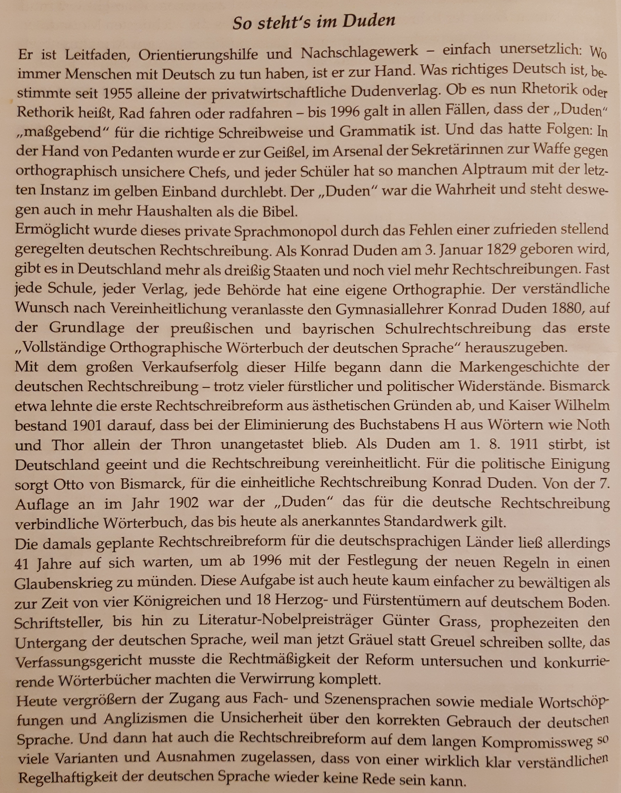 So steht's im Duden
Er ist Leitfaden, Orientierungshilfe und Nachschlagewerk – einfach unersetzlich: Wo
immer Menschen mit Deutsch zu tun haben, ist er zur Hand. Was richtiges Deutsch ist, be-
stimmte seit 1955 alleine der privatwirtschaftliche Dudenverlag. Ob es nun Rhetorik oder
Rethorik heißt, Rad fahren oder radfahren – bis 1996 galt in allen Fällen, dass der „Duden"
„maßgebend" für die richtige Schreibweise und Grammatik ist. Und das hatte Folgen: In
der Hand von Pedanten wurde er zur Geißel, im Arsenal der Sekretärinnen zur Waffe gegen
orthographisch unsichere Chefs, und jeder Schüler hat so manchen Alptraum mit der letz-
ten Instanz im gelben Einband durchlebt. Der „Duden" war die Wahrheit und steht deswe-
gen auch in mehr Haushalten als die Bibel.
Ermöglicht wurde dieses private Sprachmonopol durch das Fehlen einer zufrieden stellend
geregelten deutschen Rechtschreibung. Als Konrad Duden am 3. Januar 1829 geboren wird,
gibt es in Deutschland mehr als dreißig Staaten und noch viel mehr Rechtschreibungen. Fast
jede Schule, jeder Verlag, jede Behörde hat eine eigene Orthographie. Der verständliche
Wunsch nach Vereinheitlichung veranlasste den Gymnasiallehrer Konrad Duden 1880, auf
der Grundlage der preußischen und bayrischen Schulrechtschreibung das erste
„Vollständige Orthographische Wörterbuch der deutschen Sprache" herauszugeben.
Mit dem großen Verkaufserfolg dieser Hilfe begann dann die Markengeschichte der
deutschen Rechtschreibung – trotz vieler fürstlicher und politischer Widerstände. Bismarck
etwa lehnte die erste Rechtschreibreform aus ästhetischen Gründen ab, und Kaiser Wilhelm
bestand 1901 darauf, dass bei der Eliminierung des Buchstabens H aus Wörtern wie Noth
und Thor allein der Thron unangetastet blieb. Als Duden am 1. 8. 1911 stirbt, ist
Deutschland geeint und die Rechtschreibung vereinheitlicht. Für die politische Einigung
sorgt Otto von Bismarck, für die einheitliche Rechtschreibung Konrad Duden. Von der 7.
Auflage an im Jahr 1902 war der „Duden" das für die deutsche Rechtschreibung
verbindliche Wörterbuch, das bis heute als anerkanntes Standardwerk gilt.
Die damals geplante Rechtschreibreform für die deutschsprachigen Länder ließ allerdings
41 Jahre auf sich warten, um ab 1996 mit der Festlegung der neuen Regeln in einen
Glaubenskrieg zu münden. Diese Aufgabe ist auch heute kaum einfacher zu bewältigen als
zur Zeit von vier Königreichen und 18 Herzog- und Fürstentümern auf deutschem Boden.
Schriftsteller, bis hin zu Literatur-Nobelpreisträger Günter Grass, prophezeiten den
Untergang der deutschen Sprache, weil man jetzt Gräuel statt Greuel schreiben sollte, das
Verfassungsgericht musste die Rechtmäßigkeit der Reform untersuchen und konkurrie-
rende Wörterbücher machten die Verwirrung komplett.
Heute vergrößern der Zugang aus Fach- und Szenensprachen sowie mediale Wortschöp-
fungen und Anglizismen die Unsicherheit über den korrekten Gebrauch der deutschen
Sprache. Und dann hat auch die Rechtschreibreform auf dem langen Kompromissweg so
viele Varianten und Ausnahmen zugelassen, dass von einer wirklich klar verständlichen
Regelhaftigkeit der deutschen Sprache wieder keine Rede sein kann.